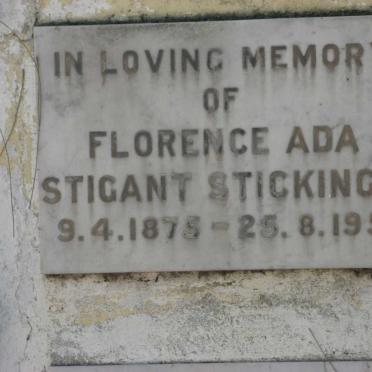 IN LOVING MEMOR
OF
FLORENCE ADA
STIGANT STICKING
9.4.1875 - 25.8.19